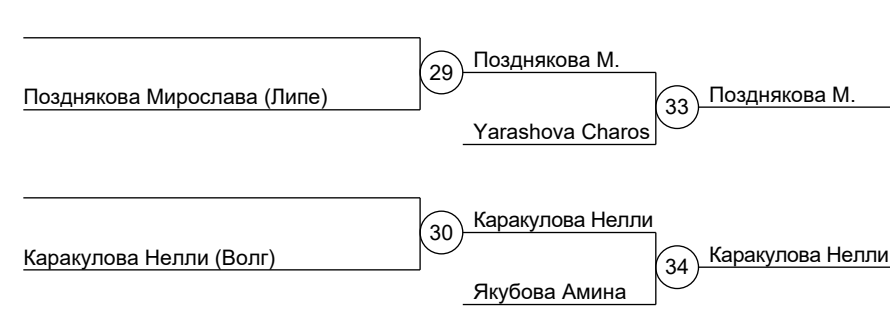 Позднякова Мирослава (Липе)
29
Позднякова М.
Yarashova Charos
33
Позднякова М.
Каракулова Нелли (Волг)
30
Каракулова Нелли
Якубова Амина
34
Каракулова Нелли